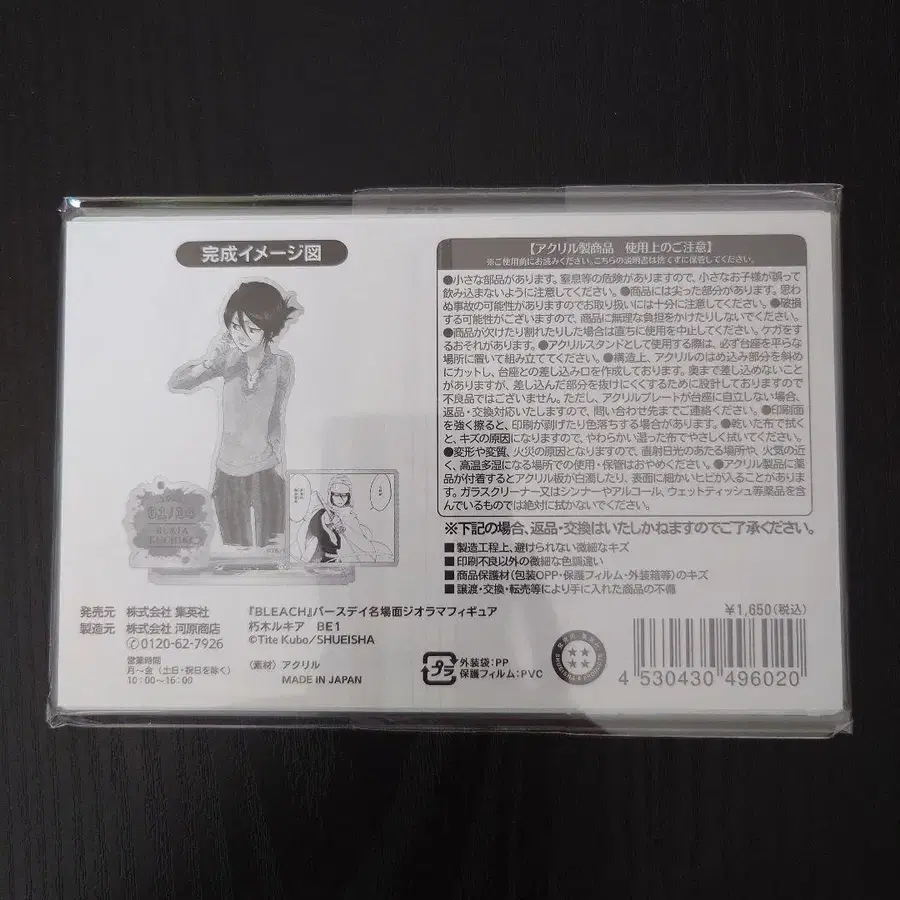 完成イメージ図
01/14
【アクリル製商品 使用上のご注意】
※ご使用前にお読みください。こちらの説明書は捨てずに保管してください。
●小さな部品があります。窒息等の危険がありますので、小さなお子様が誤って
飲み込まないように注意してください。●商品には尖った部分があります。思わ
ぬ事故の可能性がありますのでお取り扱いには十分に注意してください。●破損
する可能性がございますので、商品に無理な負担をかけたりしないでください。
●商品が欠けたり割れたりした場合は直ちに使用を中止してください。ケガをす
るおそれがあります。●アクリルスタンドとして使用する際は、必ず台座を平らな
場所に置いて組み立ててください。●構造上、アクリルのはめ込み部分を斜め
にカットし、台座との差し込み口を作成しております。奥まで差し込めないこと
がありますが、差し込んだ部分を抜けにくくするために設計しておりますので
不良品ではございません。ただし、アクリルプレートが台座に自立しない場合、
返品・交換対応いたしますので、問い合わせ先までご連絡ください。●印刷面
を強く擦ると、印刷が剥げたり色落ちする場合があります。●乾いた布で拭く
と、キズの原因になりますので、やわらかい湿った布でやさしく拭いてください。
●変形や変質、火災の原因となりますので、直射日光のあたる場所や、火気の近
く、高温多湿になる場所での使用・保管はおやめください。●アクリル製品に薬
品が付着するとアクリル板が白濁したり、表面に細かいヒビが入ることがありま
す。ガラスクリーナー又はシンナーやアルコール、ウェットティッシュ等薬品を含
んでいるものでは絶対に拭かないでください。
※下記の場合、返品・交換はいたしかねますのでご了承ください。
■製造工程上、避けられない微細なキズ
■印刷不良以外の微細な色調違い
■商品保護材(包装OPP・保護フィルム・外装箱等)のキズ
■譲渡・交換・転売等により手に入れた商品の不備
発売元 株式会社 集英社
製造元 株式会社 河原商店
0120-62-7926
営業時間
月〜金(土日・祝日を除く)
10:00〜16:00
『BLEACH』バースデイ名場面ジオラマフィギュア
朽木ルキア BE1
©Tite Kubo/SHUEISHA
〈素材〉アクリル
MADE IN JAPAN
プラ
外装袋:PP
保護フィルム:PVC
¥1,650(税込)
4 530430 496020